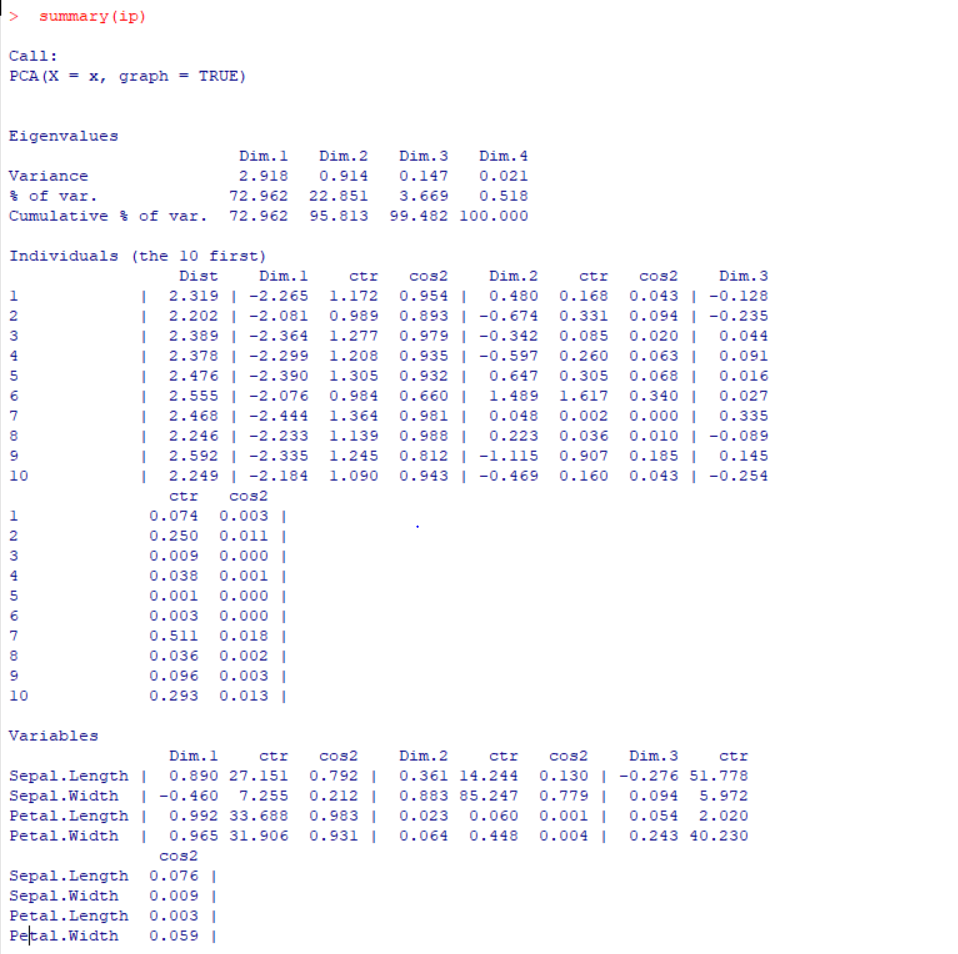 >  summary(ip)
Call:
PCA(X = x, graph = TRUE)
Eigenvalues
                       Dim.1   Dim.2   Dim.3   Dim.4
Variance               2.918   0.914   0.147   0.021
% of var.             72.962  22.851   3.669   0.518
Cumulative % of var.  72.962  95.813  99.482 100.000
Individuals (the 10 first)
                 Dist    Dim.1    ctr   cos2    Dim.2    ctr   cos2    Dim.3
1            |  2.319 | -2.265  1.172  0.954 |  0.480  0.168  0.043 | -0.128
2            |  2.202 | -2.081  0.989  0.893 | -0.674  0.331  0.094 | -0.235
3            |  2.389 | -2.364  1.277  0.979 | -0.342  0.085  0.020 |  0.044
4            |  2.378 | -2.299  1.208  0.935 | -0.597  0.260  0.063 |  0.091
5            |  2.476 | -2.390  1.305  0.932 |  0.647  0.305  0.068 |  0.016
6            |  2.555 | -2.076  0.984  0.660 |  1.489  1.617  0.340 |  0.027
7            |  2.468 | -2.444  1.364  0.981 |  0.048  0.002  0.000 |  0.335
8            |  2.246 | -2.233  1.139  0.988 |  0.223  0.036  0.010 | -0.089
9            |  2.592 | -2.335  1.245  0.812 | -1.115  0.907  0.185 |  0.145
10           |  2.249 | -2.184  1.090  0.943 | -0.469  0.160  0.043 | -0.254
                ctr   cos2
1             0.074  0.003 |
2             0.250  0.011 |
3             0.009  0.000 |
4             0.038  0.001 |
5             0.001  0.000 |
6             0.003  0.000 |
7             0.511  0.018 |
8             0.036  0.002 |
9             0.096  0.003 |
10            0.293  0.013 |
Variables
                Dim.1    ctr   cos2    Dim.2    ctr   cos2    Dim.3    ctr
Sepal.Length |  0.890 27.151  0.792 |  0.361 14.244  0.130 | -0.276 51.778
Sepal.Width  | -0.460  7.255  0.212 |  0.883 85.247  0.779 |  0.094  5.972
Petal.Length |  0.992 33.688  0.983 |  0.023  0.060  0.001 |  0.054  2.020
Petal.Width  |  0.965 31.906  0.931 |  0.064  0.448  0.004 |  0.243 40.230
               cos2
Sepal.Length  0.076 |
Sepal.Width   0.009 |
Petal.Length  0.003 |
Petal.Width   0.059 |